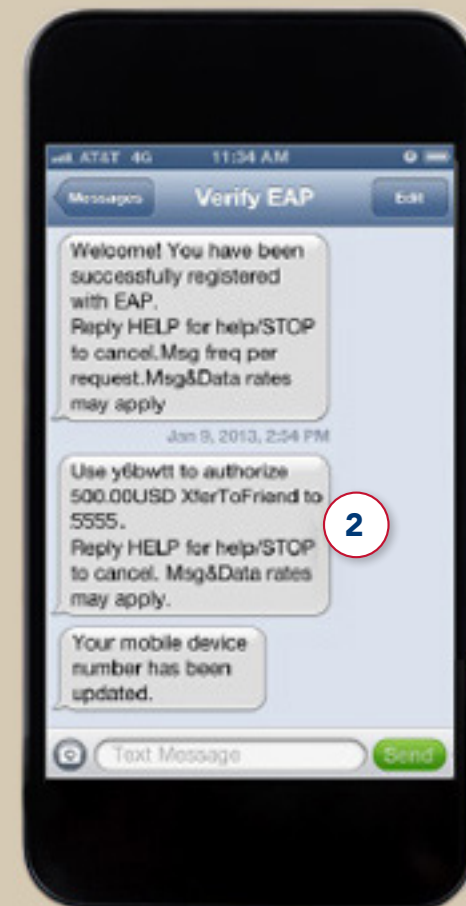 AT&T 4G 11:34 AM
Messages Verify EAP Edit
Welcome! You have been
successfully registered
with EAP.
Reply HELP for help/STOP
to cancel.Msg freq per
request.Msg&Data rates
may apply
Jan 9, 2013, 2:54 PM
Use y6bwtt to authorize
500.00USD XferToFriend to
5555.
Reply HELP for help/STOP
to cancel. Msg&Data rates
may apply.
2
Your mobile device
number has been
updated.
Text Message Send